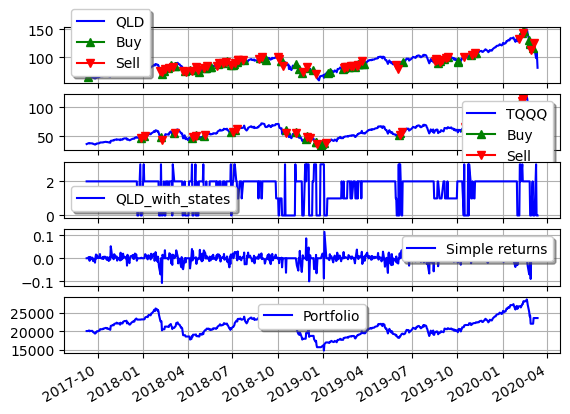 150
100
QLD
Buy
Sell
100
50
TQQQ
Buy
Sell
2
0
QLD_with_states
0.1
0.0
−0.1
Simple returns
25000
20000
15000
Portfolio
2017-10 2018-01 2018-04 2018-07 2018-10 2019-01 2019-04 2019-07 2019-10 2020-01 2020-04